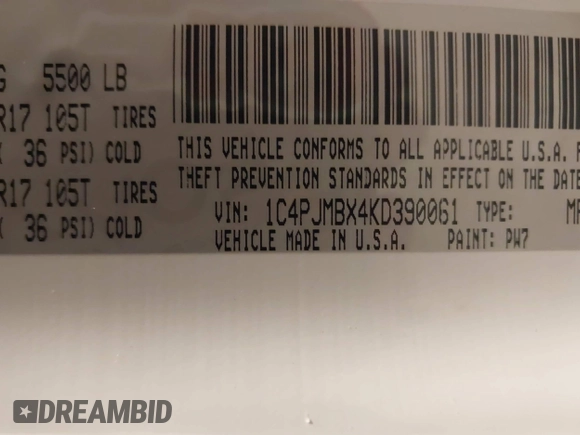 G 5500 LB
R17 105T TIRES
( 36 PSI) COLD
R17 105T TIRES
( 36 PSI) COLD
THIS VEHICLE CONFORMS TO ALL APPLICABLE U.S.A. F
THEFT PREVENTION STANDARDS IN EFFECT ON THE DATE
VIN: 1C4PJMBX4KD390061 TYPE: MP
VEHICLE MADE IN U.S.A. PAINT: PW7
DREAMBID